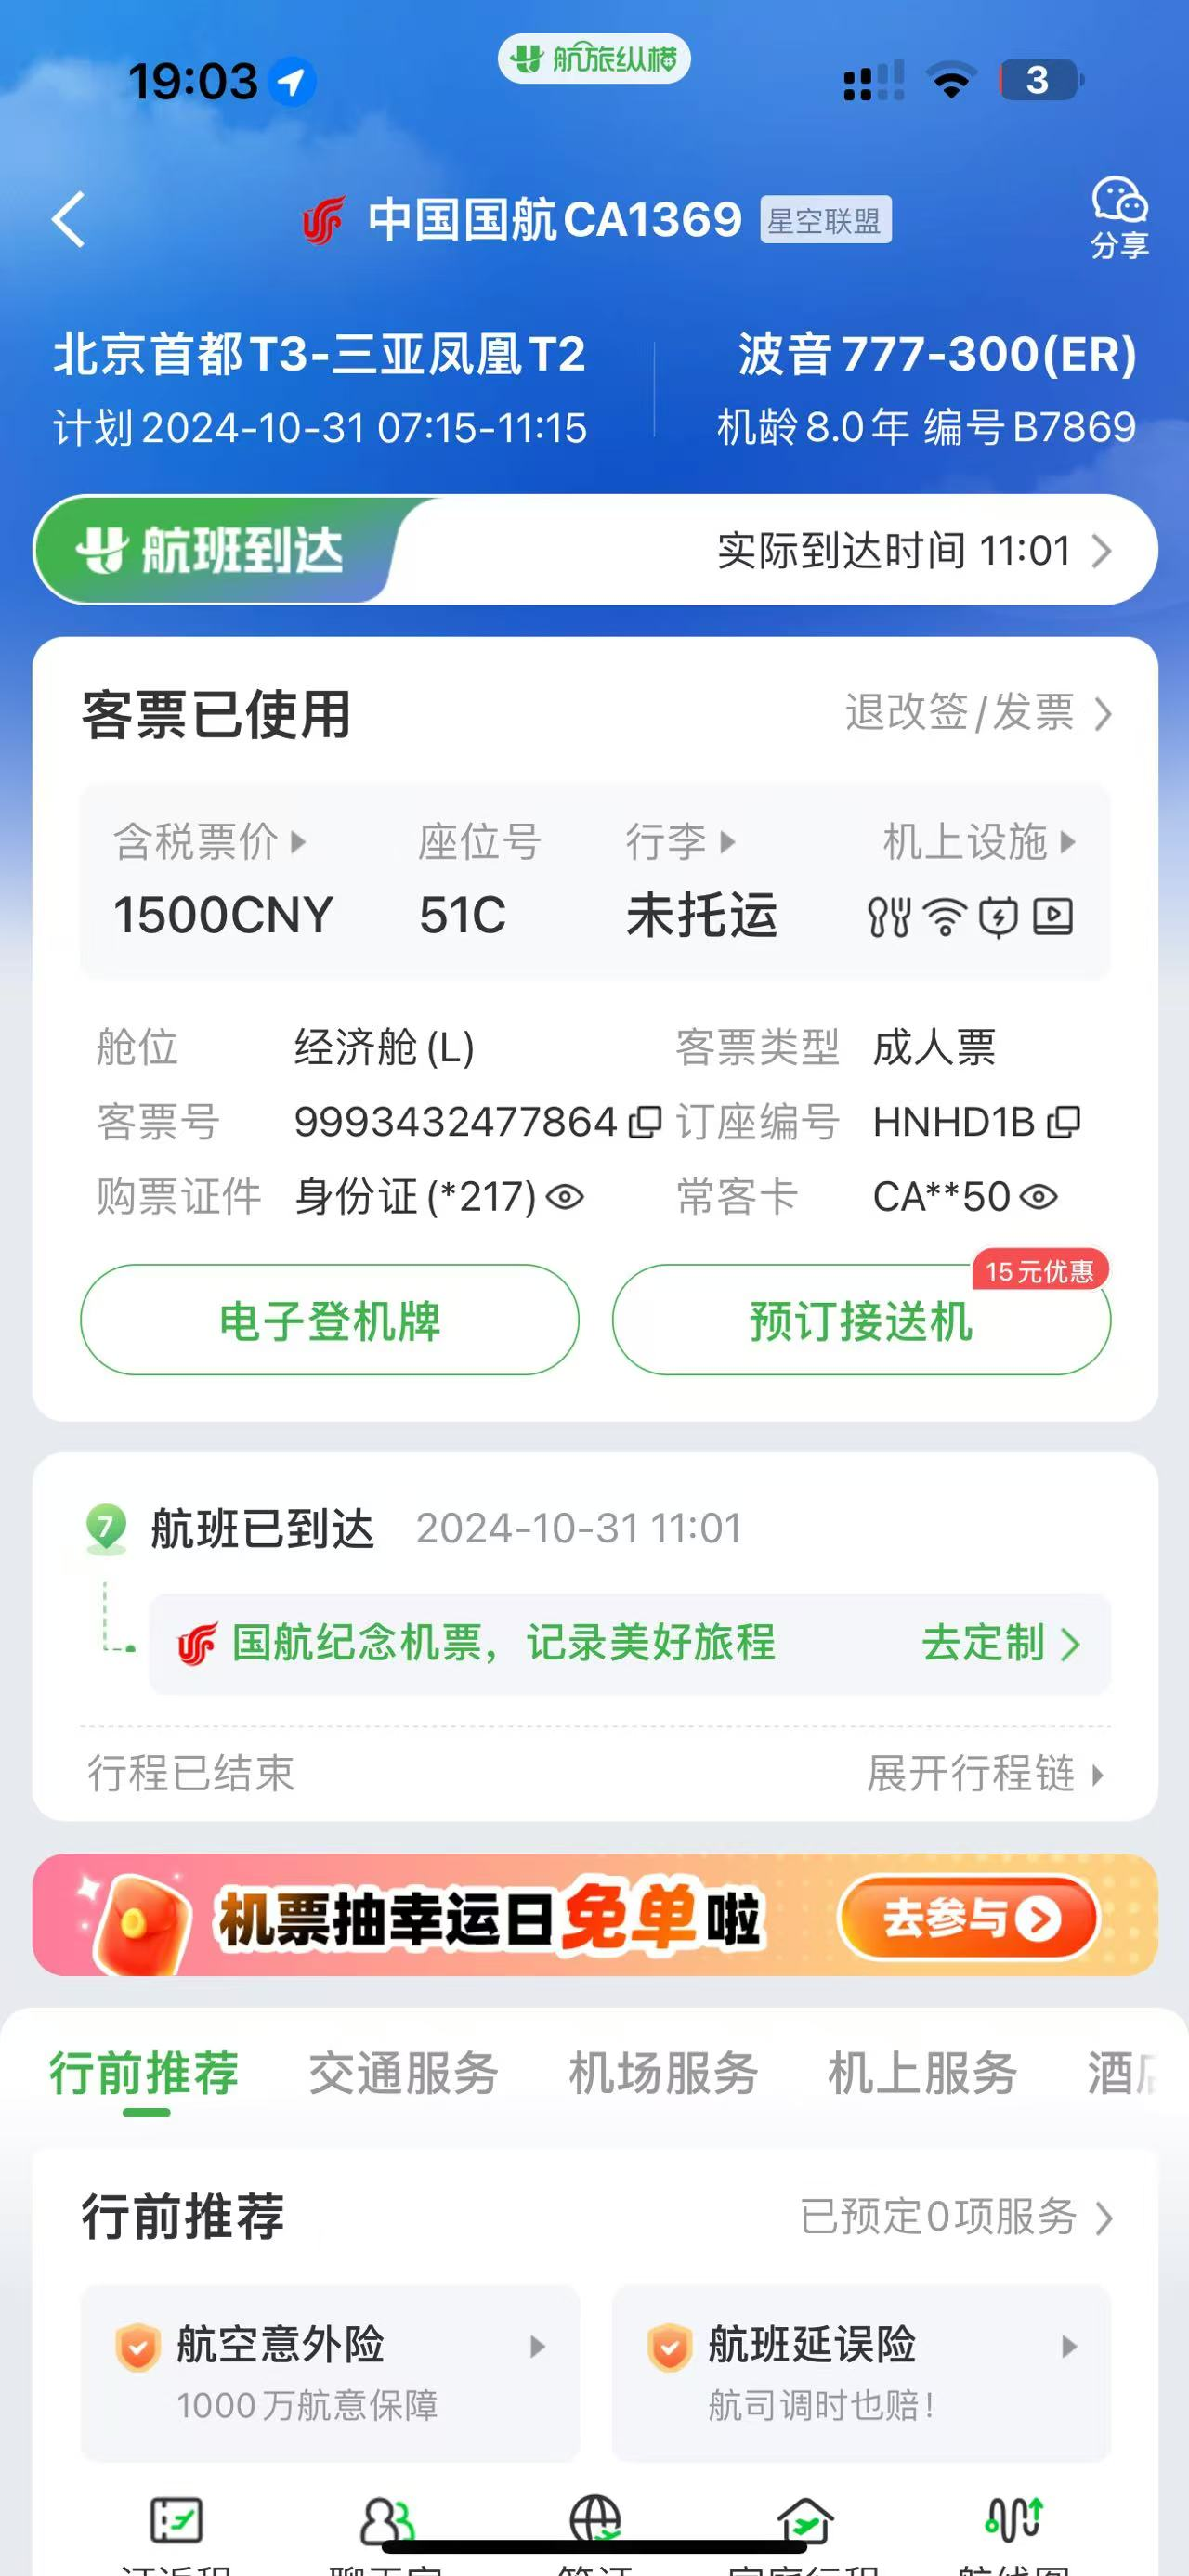 19:03
航旅纵横
3
中国国航CA1369 星空联盟
分享
北京首都T3-三亚凤凰T2
波音777-300(ER)
计划2024-10-31 07:15-11:15
机龄8.0年 编号B7869
航班到达
实际到达时间 11:01
客票已使用
退改签/发票
含税票价 座位号 行李 机上设施
1500CNY 51C 未托运
舱位 经济舱(L) 客票类型 成人票
客票号 9993432477864 订座编号 HNHD1B
购票证件 身份证(*217) 常客卡 CA**50
15元优惠
电子登机牌 预订接送机
7 航班已到达 2024-10-31 11:01
国航纪念机票，记录美好旅程 去定制
行程已结束 展开行程链
机票抽幸运日免单啦 去参与
行前推荐 交通服务 机场服务 机上服务 酒店
行前推荐 已预定0项服务
航空意外险 航班延误险
1000万航意保障 航司调时也赔！